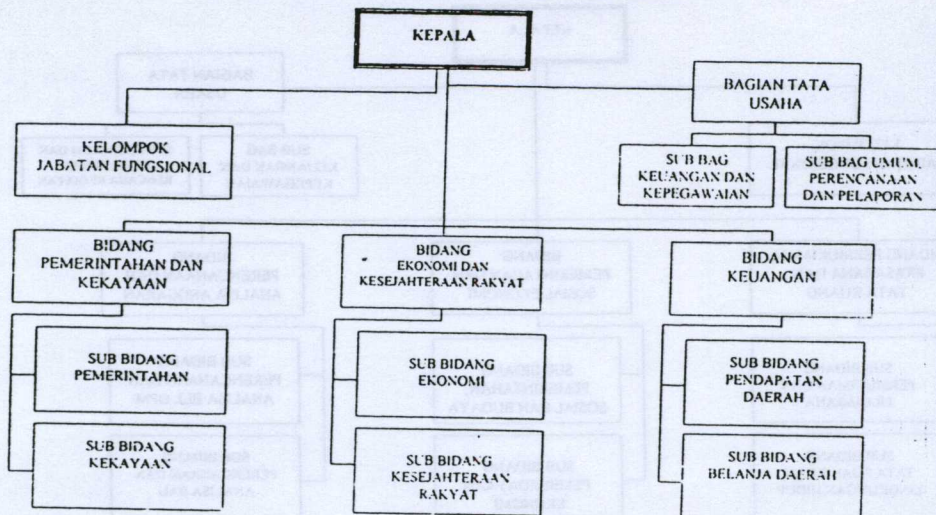 KEPALA
BAGIAN TATA
USAHA
KELOMPOK
JABATAN FUNGSIONAL
SUB BAG
KEUANGAN DAN
KEPEGAWAIAN
SUB BAG UMUM,
PERENCANAAN
DAN PELAPORAN
BIDANG
PEMERINTAHAN DAN
KEKAYAAN
BIDANG
EKONOMI DAN
KESEJAHTERAAN RAKYAT
BIDANG
KEUANGAN
SUB BIDANG
PEMERINTAHAN
SUB BIDANG
EKONOMI
SUB BIDANG
PENDAPATAN
DAERAH
SUB BIDANG
KEKAYAAN
SUB BIDANG
KESEJAHTERAAN
RAKYAT
SUB BIDANG
BELANJA DAERAH